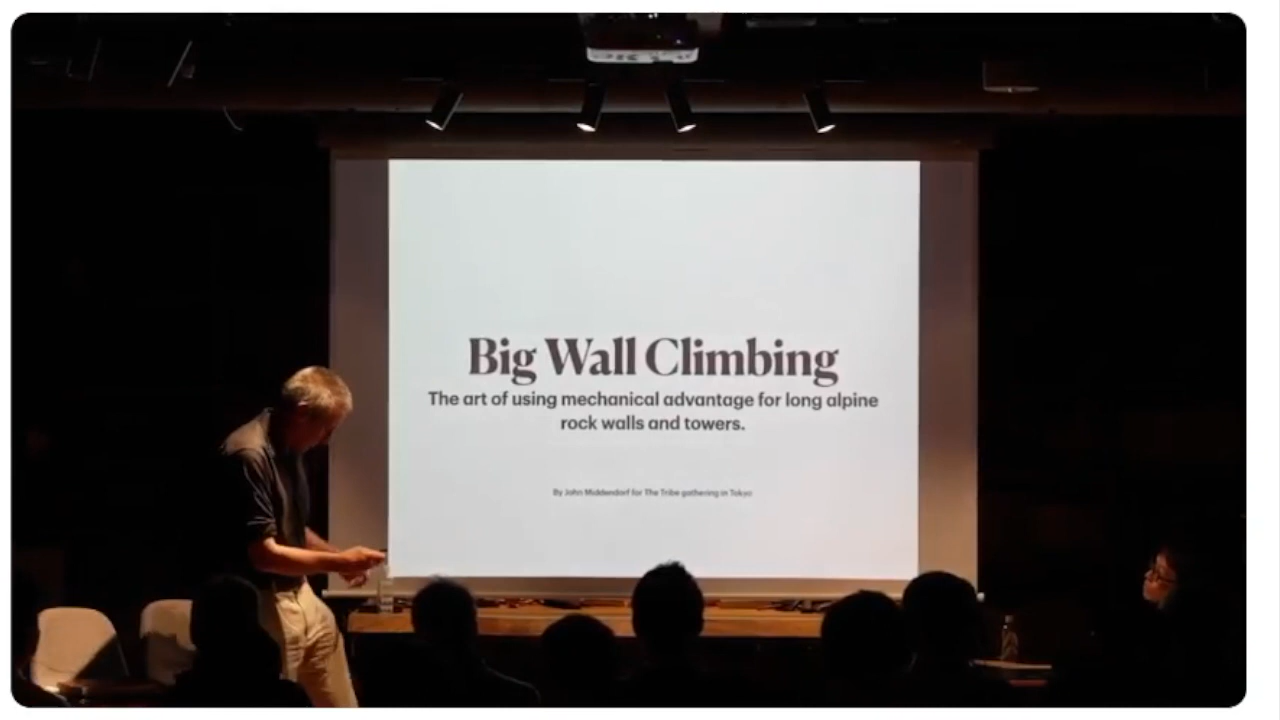 Big Wall Climbing
The art of using mechanical advantage for long alpine
rock walls and towers.
By John Middendorf for The Tribe gathering in Tokyo